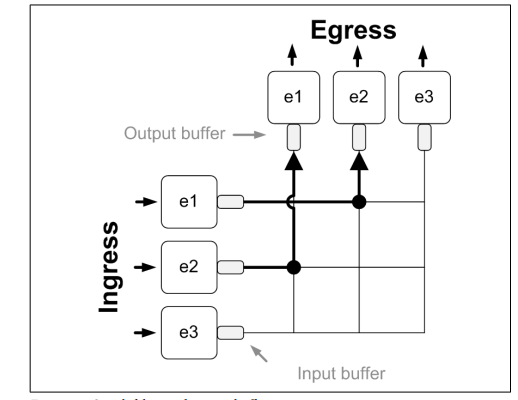 Egress
e1 e2 e3
Output buffer
Ingress
e1
e2
e3
Input buffer